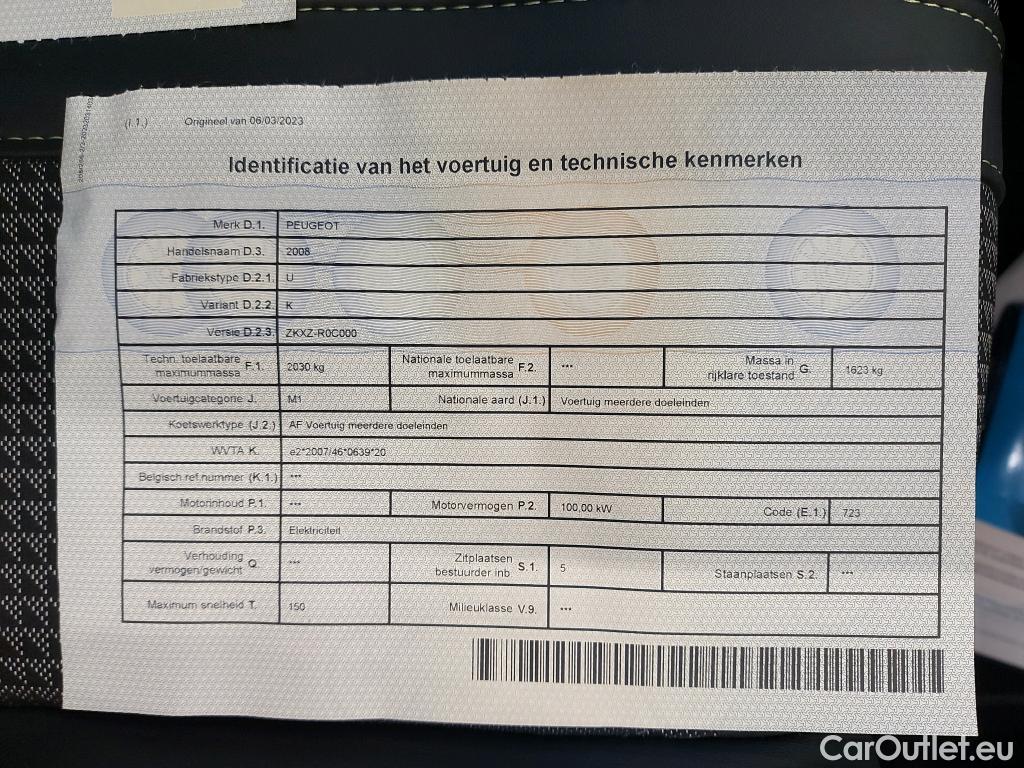 (I.1.) Origineel van 06/03/2023
Identificatie van het voertuig en technische kenmerken
Merk D.1. PEUGEOT
Handelsnaam D.3. 2008
Fabriekstype D.2.1. U
Variant D.2.2. K
Versie D.2.3. ZKXZ-R0C000
Techn. toelaatbare maximummassa F.1. 2030 kg Nationale toelaatbare maximummassa F.2. *** Massa in rijklare toestand G. 1623 kg
Voertuigcategorie J. M1 Nationale aard (J.1.) Voertuig meerdere doeleinden
Koetswerktype (J.2.) AF Voertuig meerdere doeleinden
WVTA K. e2*2007/46*0639*20
Belgisch ref.nummer (K.1.) ***
Motorinhoud P.1. *** Motorvermogen P.2. 100,00 kW Code (E.1.) 723
Brandstof P.3. Elektriciteit
Verhouding vermogen/gewicht Q. *** Zitplaatsen bestuurder inb. S.1. 5 Staanplaatsen S.2. ***
Maximum snelheid T. 150 Milieuklasse V.9. ***
CarOutlet.eu